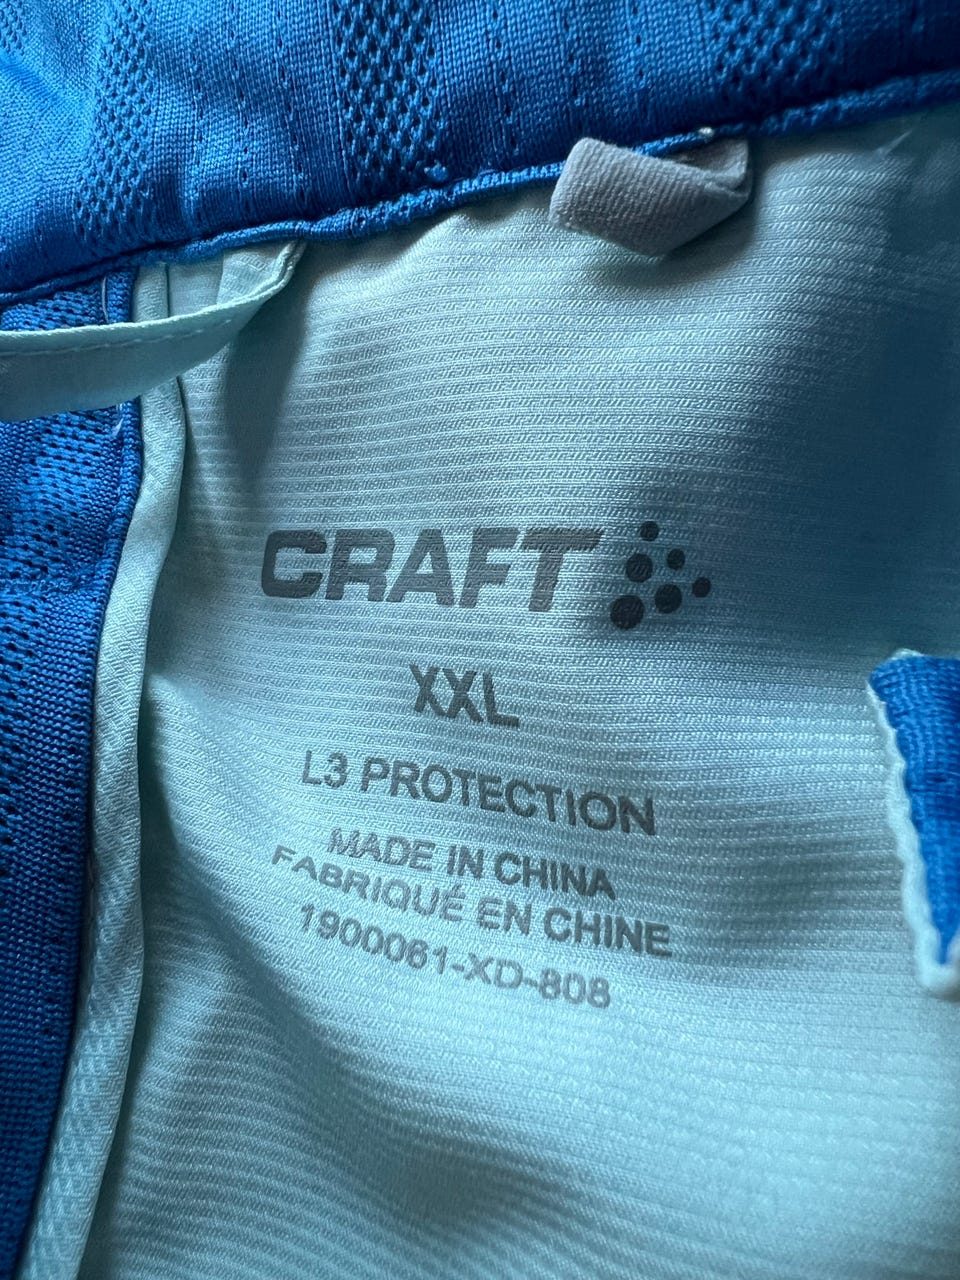 CRAFT
XXL
L3 PROTECTION
MADE IN CHINA
FABRIQUÉ EN CHINE
1900061-XD-808